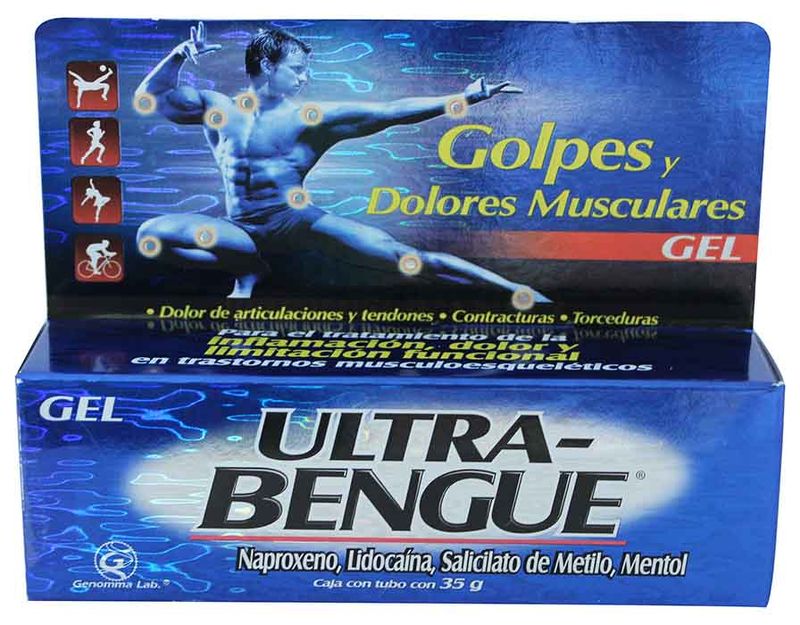 Golpes y
Dolores Musculares
GEL
• Dolor de articulaciones y tendones • Contracturas • Torceduras
Para el tratamiento de la
inflamación, dolor y
limitación funcional
en trastornos musculoesqueléticos
GEL
ULTRA-
BENGUE®
Naproxeno, Lidocaína, Salicilato de Metilo, Mentol
Genomma Lab.®
Caja con tubo con 35 g